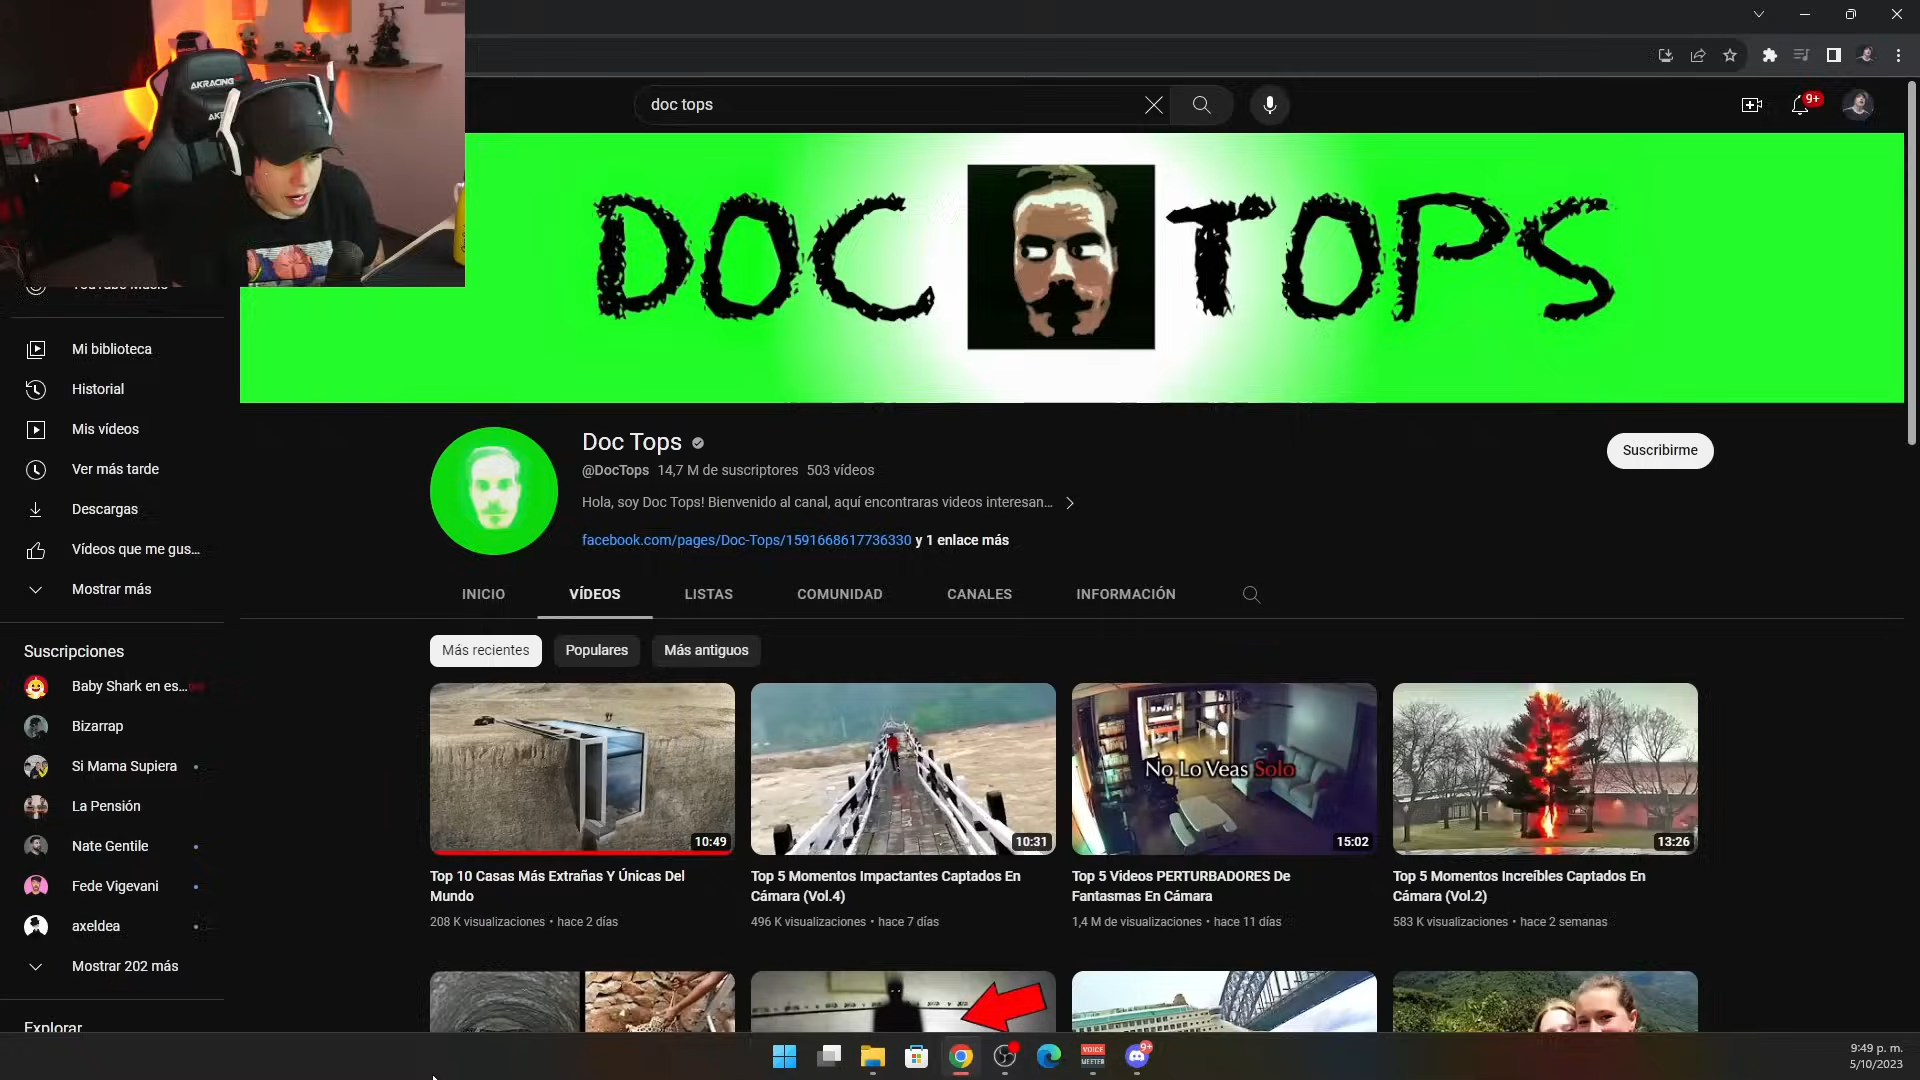 AKRACING
doc tops
9+
DOC TOPS
Mi biblioteca
Historial
Mis vídeos
Ver más tarde
Descargas
Vídeos que me gus...
Mostrar más
Suscripciones
Baby Shark en es...
Bizarrap
Si Mama Supiera
La Pensión
Nate Gentile
Fede Vigevani
axeldea
Mostrar 202 más
Explorar
Doc Tops
@DocTops 14,7 M de suscriptores 503 vídeos
Hola, soy Doc Tops! Bienvenido al canal, aquí encontraras videos interesan...
facebook.com/pages/Doc-Tops/1591668617736330 y 1 enlace más
Suscribirme
INICIO VÍDEOS LISTAS COMUNIDAD CANALES INFORMACIÓN
Más recientes Populares Más antiguos
10:49
Top 10 Casas Más Extrañas Y Únicas Del
Mundo
208 K visualizaciones • hace 2 días
10:31
Top 5 Momentos Impactantes Captados En
Cámara (Vol.4)
496 K visualizaciones • hace 7 días
No Lo Veas Solo
15:02
Top 5 Videos PERTURBADORES De
Fantasmas En Cámara
1,4 M de visualizaciones • hace 11 días
13:26
Top 5 Momentos Increíbles Captados En
Cámara (Vol.2)
583 K visualizaciones • hace 2 semanas
VOICE
MEETER
9+
9:49 p. m.
5/10/2023